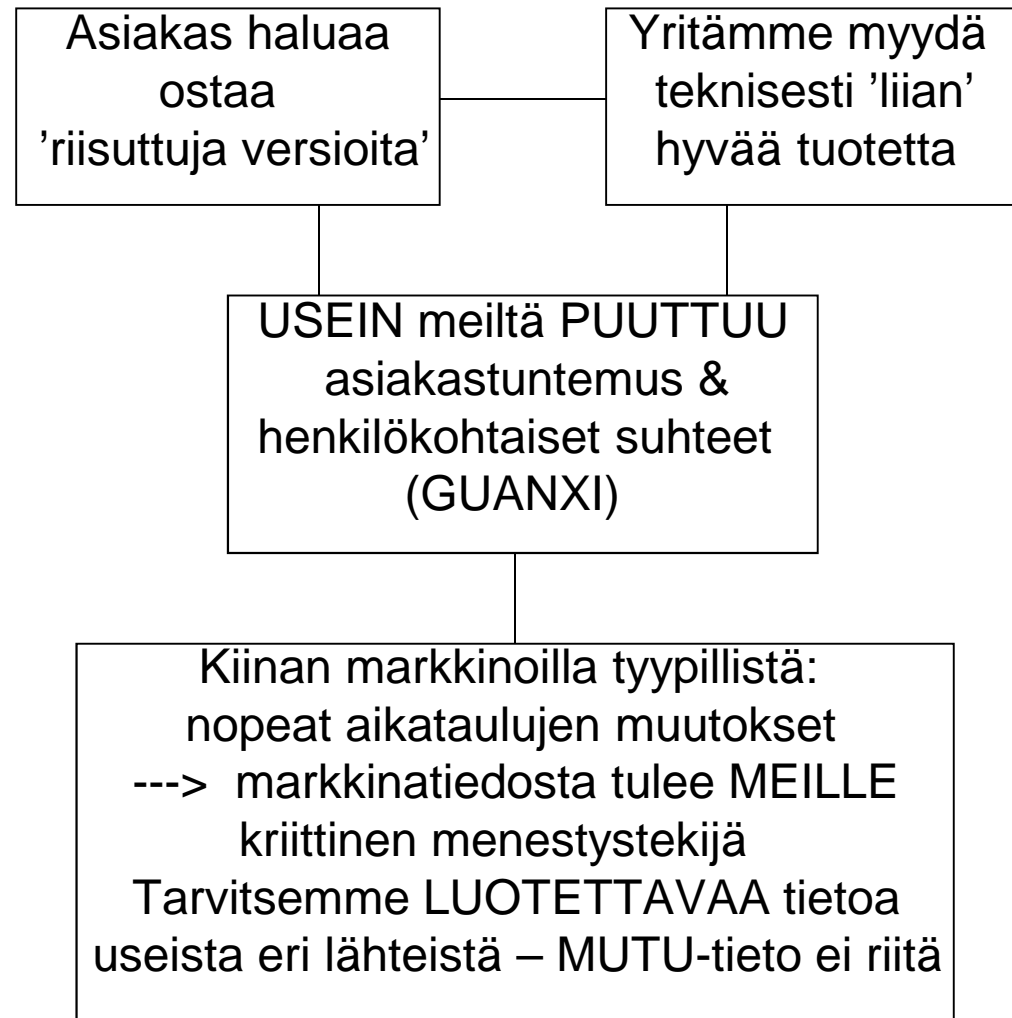 Asiakas haluaa
ostaa
’riisuttuja versioita’
Yritämme myydä
teknisesti ’liian’
hyvää tuotetta
USEIN meiltä PUUTTUU
asiakastuntemus &
henkilökohtaiset suhteet
(GUANXI)
Kiinan markkinoilla tyypillistä:
nopeat aikataulujen muutokset
---> markkinatiedosta tulee MEILLE
kriittinen menestystekijä
Tarvitsemme LUOTETTAVAA tietoa
useista eri lähteistä – MUTU-tieto ei riitä